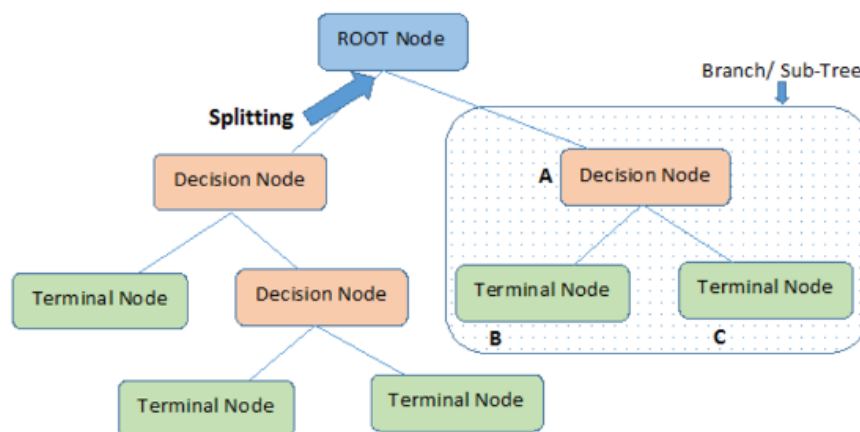 ROOT Node
Branch/ Sub-Tree
Splitting
Decision Node
A
Decision Node
Terminal Node
Decision Node
Terminal Node
Terminal Node
B
C
Terminal Node
Terminal Node